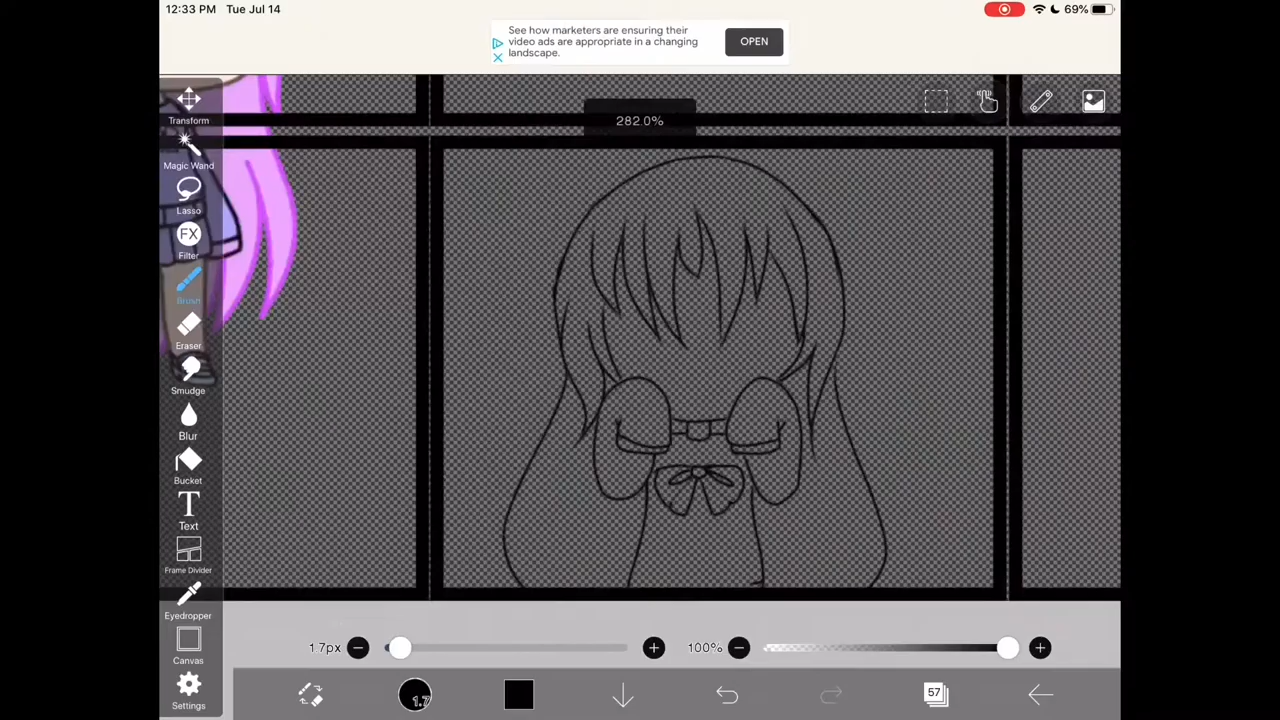 12:33 PM Tue Jul 14
69%
See how marketers are ensuring their
video ads are appropriate in a changing
landscape.
OPEN
282.0%
Transform
Magic Wand
Lasso
FX
Filter
Brush
Eraser
Smudge
Blur
Bucket
T
Text
Frame Divider
Eyedropper
Canvas
Settings
1.7px
100%
1.7
57